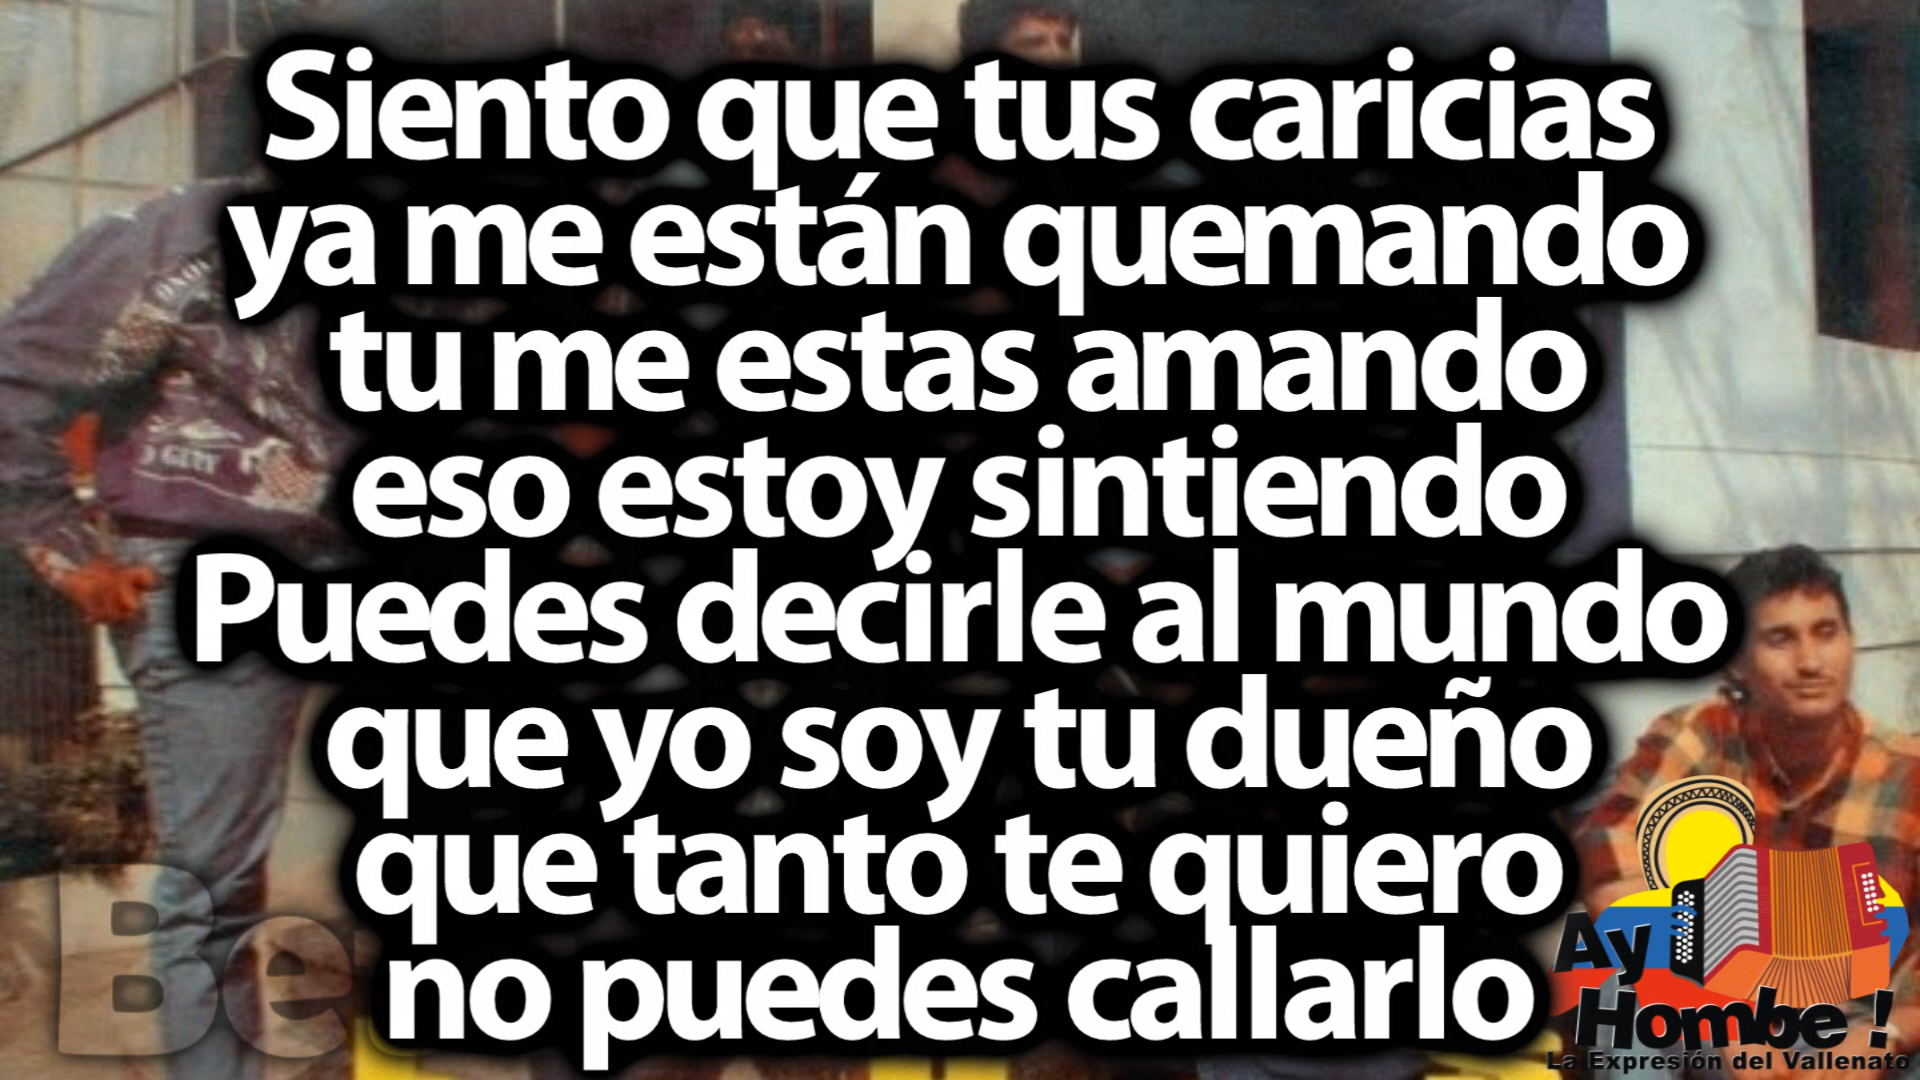 Siento que tus caricias
ya me están quemando
tu me estas amando
eso estoy sintiendo
Puedes decirle al mundo
que yo soy tu dueño
que tanto te quiero
no puedes callarlo
Be
Ay
Hombe !
La Expresión del Vallenato